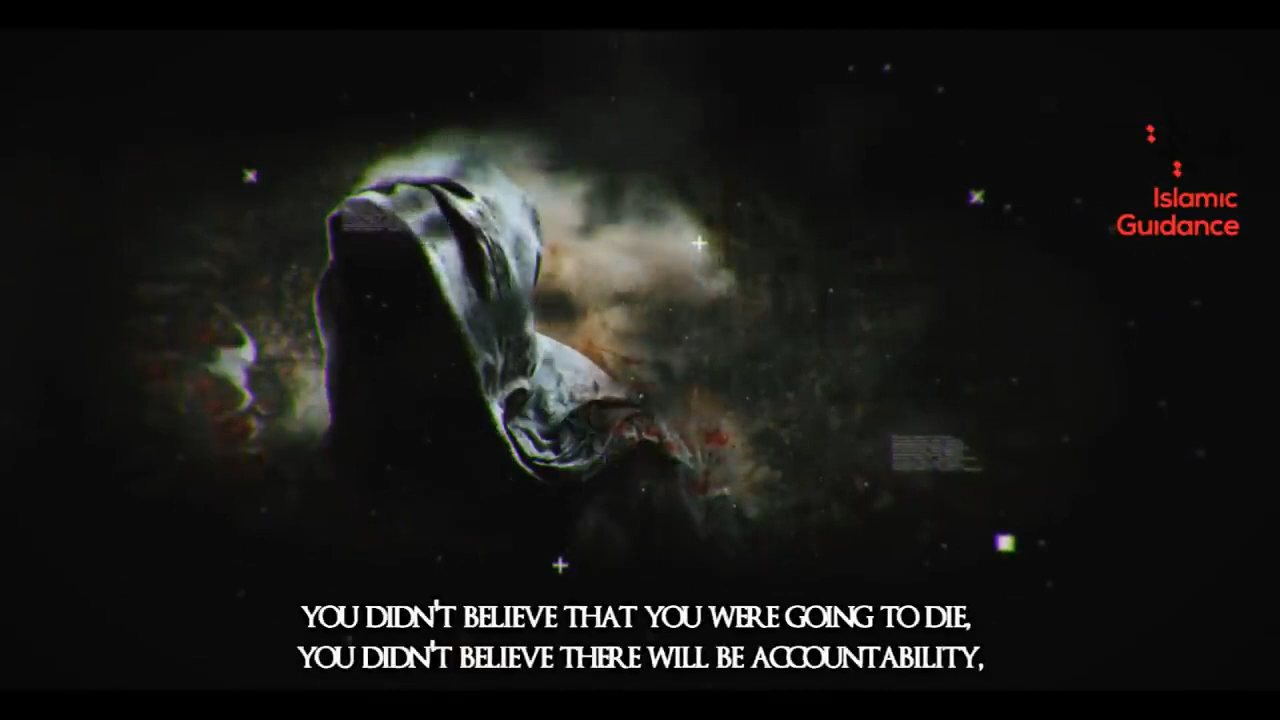 Islamic
Guidance
YOU DIDN'T BELIEVE THAT YOU WERE GOING TO DIE,
YOU DIDN'T BELIEVE THERE WILL BE ACCOUNTABILITY,